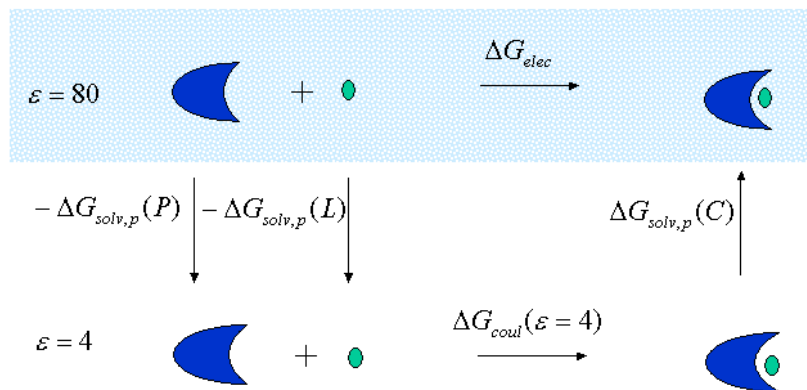 ΔG_elec
ε = 80 +
− ΔG_solv,p(P) − ΔG_solv,p(L) ΔG_solv,p(C)
ΔG_coul(ε = 4)
ε = 4 +